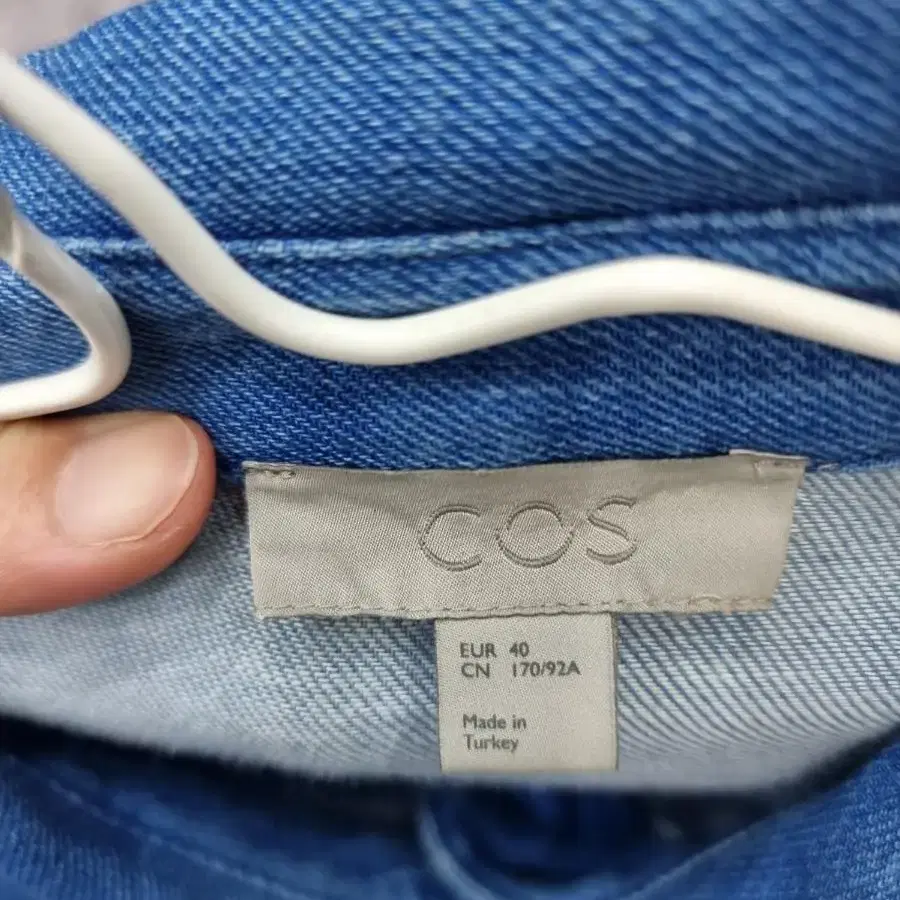 COS
EUR 40
CN 170/92A
Made in
Turkey